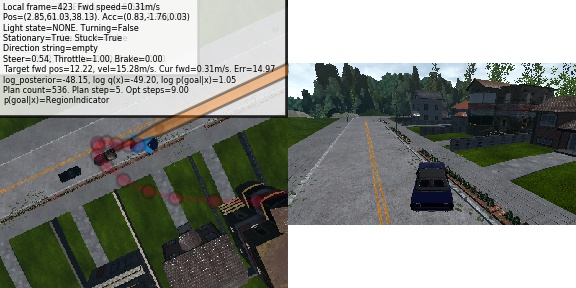 Local frame=423: Fwd.speed=0.31m/s
Pos=(2.85,61.03,38.13). Acc=(0.83,-1.76,0.03)
Light state=NONE. Turning=False
Stationary=True. Stuck=True
Direction string=empty
Steer=0.54, Throttle=1.00, Brake=0.00
Target fwd pos=12.22, vel=15.28m/s. Cur fwd=0.31m/s. Err=14.97
log_posterior=-48.15, log q(x)=-49.20, log p(goal|x)=1.05
Plan count=536. Plan step=5. Opt steps=9.00
p(goal|x)=RegionIndicator